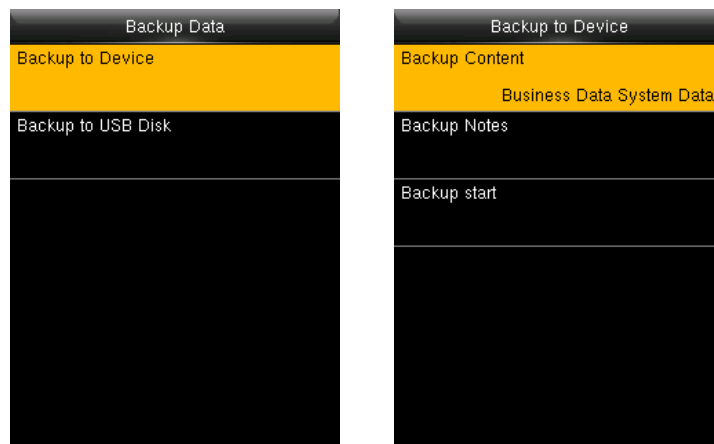 Backup Data
Backup to Device
Backup to USB Disk
Backup to Device
Backup Content
Business Data System Data
Backup Notes
Backup start